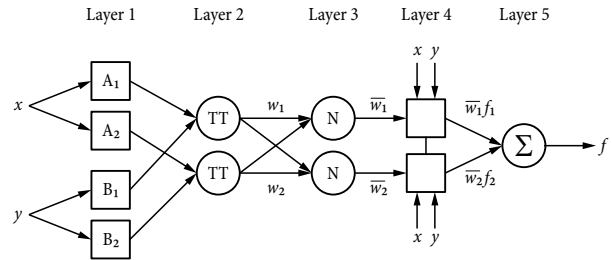 Layer 1 Layer 2 Layer 3 Layer 4 Layer 5
x y
A₁ w₁ w̅₁ w̅₁f₁
x TT N
A₂ Σ f
B₁ TT N
y w₂ w̅₂ w̅₂f₂
B₂ x y